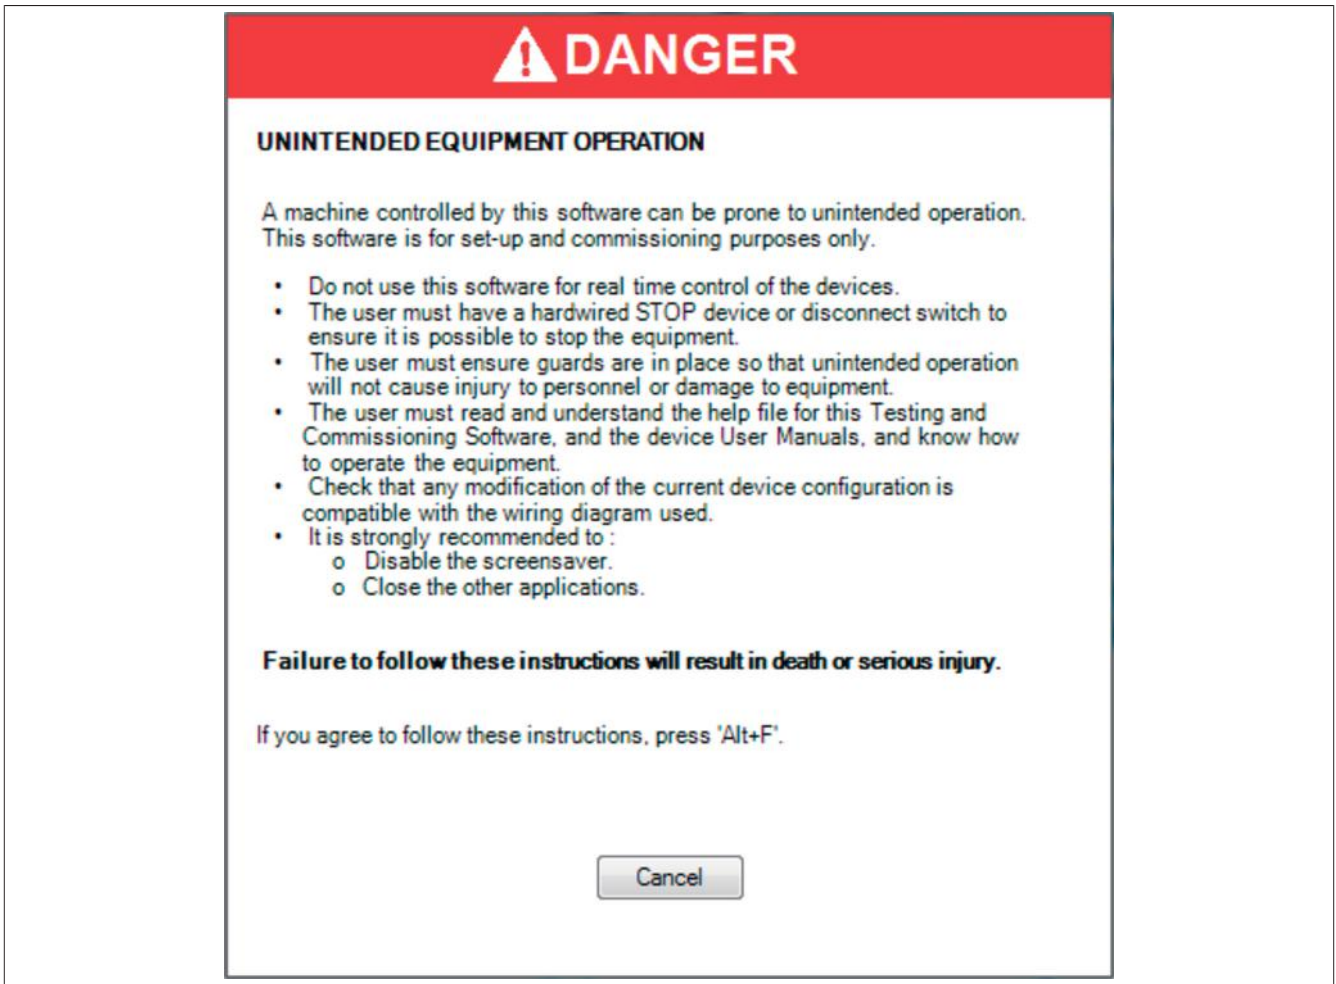 DANGER
UNINTENDED EQUIPMENT OPERATION
A machine controlled by this software can be prone to unintended operation.
This software is for set-up and commissioning purposes only.
• Do not use this software for real time control of the devices.
• The user must have a hardwired STOP device or disconnect switch to
ensure it is possible to stop the equipment.
• The user must ensure guards are in place so that unintended operation
will not cause injury to personnel or damage to equipment.
• The user must read and understand the help file for this Testing and
Commissioning Software, and the device User Manuals, and know how
to operate the equipment.
• Check that any modification of the current device configuration is
compatible with the wiring diagram used.
• It is strongly recommended to :
o Disable the screensaver.
o Close the other applications.
Failure to follow these instructions will result in death or serious injury.
If you agree to follow these instructions, press 'Alt+F'.
Cancel